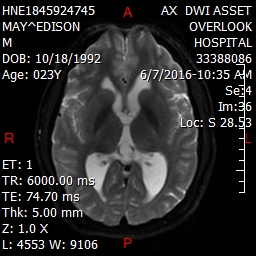 HNE1845924745
MAY^EDISON
M
DOB: 10/18/1992
Age: 023Y
A
AX DWI ASSET
OVERLOOK
HOSPITAL
33388086
6/7/2016-10:35 AM
Se:4
Im:36
Loc: S 28.53
R
L
ET: 1
TR: 6000.00 ms
TE: 74.70 ms
Thk: 5.00 mm
Z: 1.0 X
L: 4553 W: 9106
P